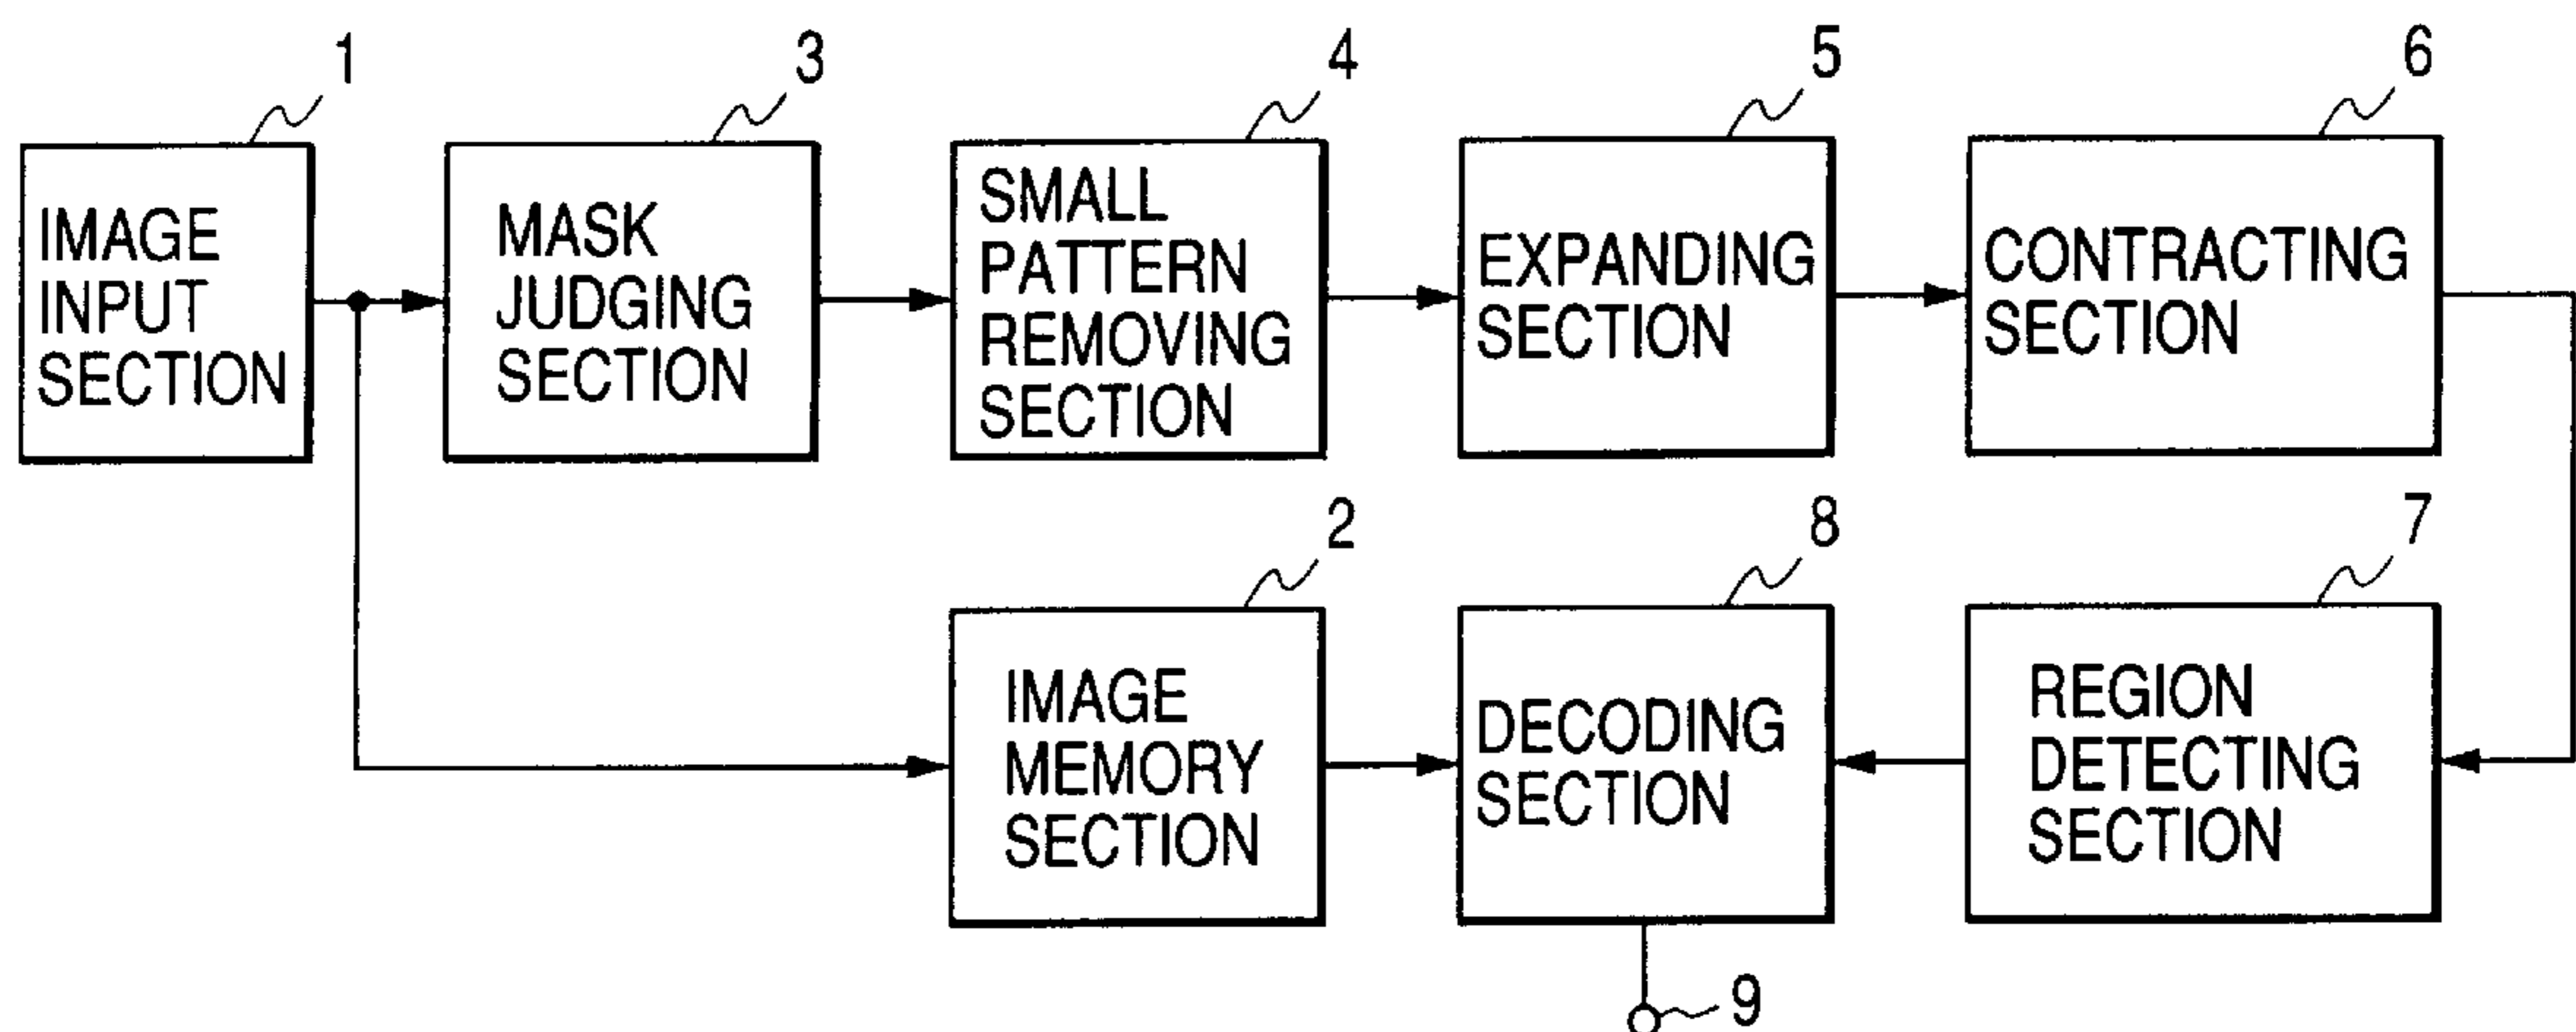 1
3
4
5
6
IMAGE
INPUT
SECTION
MASK
JUDGING
SECTION
SMALL
PATTERN
REMOVING
SECTION
EXPANDING
SECTION
CONTRACTING
SECTION
2
8
7
IMAGE
MEMORY
SECTION
DECODING
SECTION
REGION
DETECTING
SECTION
9